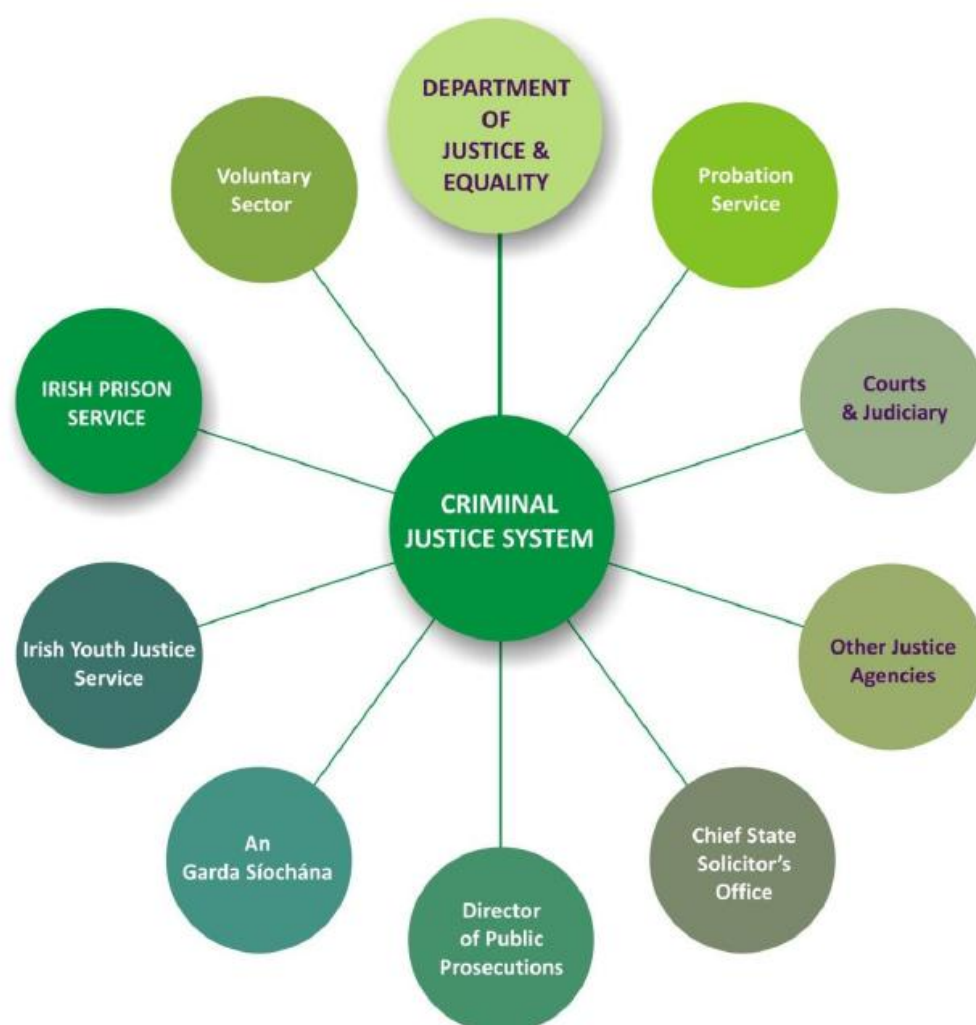 DEPARTMENT
OF
JUSTICE &
EQUALITY
Probation
Service
Courts
& Judiciary
Other Justice
Agencies
Chief State
Solicitor’s
Office
Director
of Public
Prosecutions
An
Garda Síochána
Irish Youth Justice
Service
IRISH PRISON
SERVICE
Voluntary
Sector
CRIMINAL
JUSTICE SYSTEM